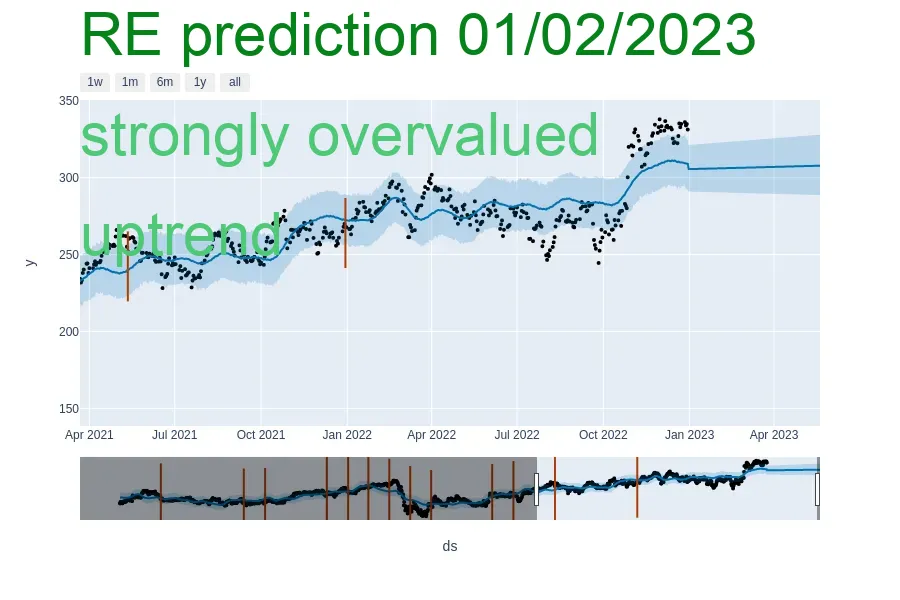 RE prediction 01/02/2023
1w 1m 6m 1y all
350
strongly overvalued
300
uptrend
250
y
200
150
Apr 2021 Jul 2021 Oct 2021 Jan 2022 Apr 2022 Jul 2022 Oct 2022 Jan 2023 Apr 2023
ds